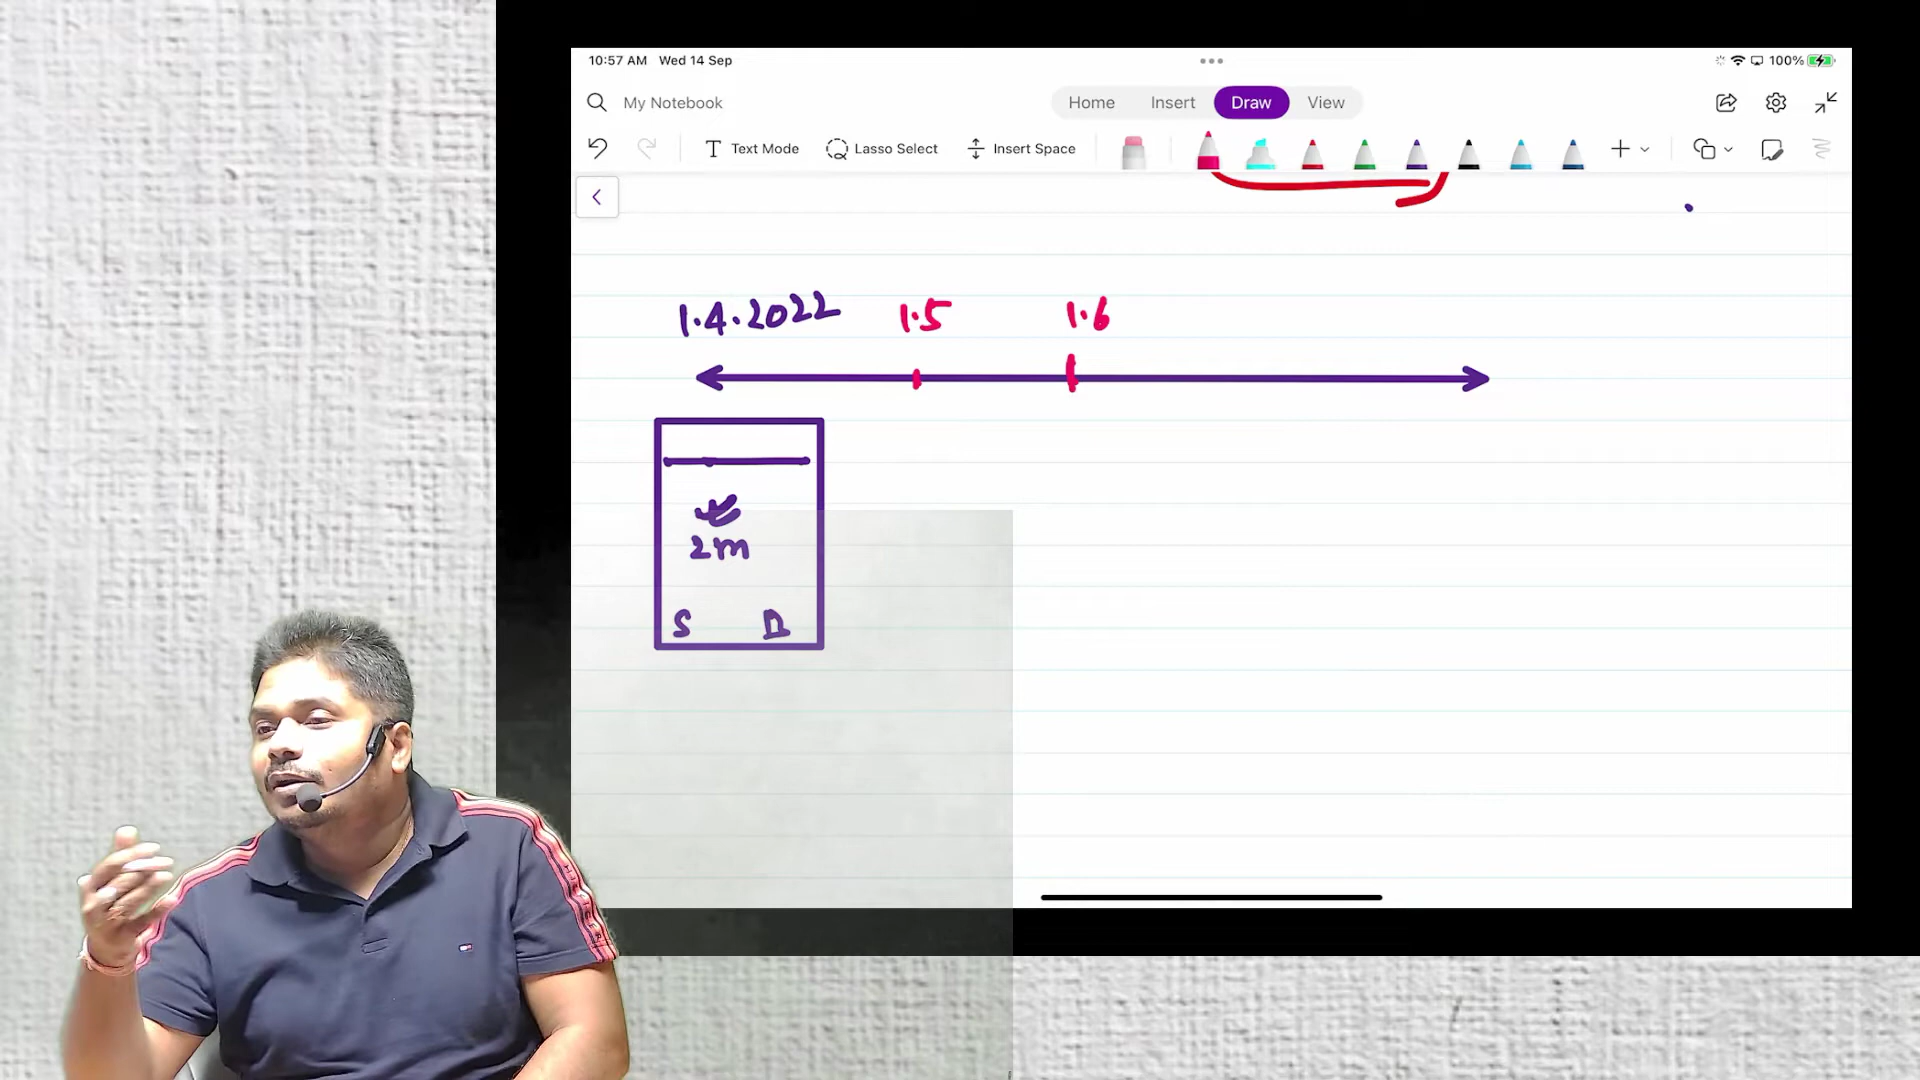 10:57 AM Wed 14 Sep
100%
My Notebook
Home Insert Draw View
Text Mode Lasso Select Insert Space
1.4.2022 1.5 1.6
2m
S D